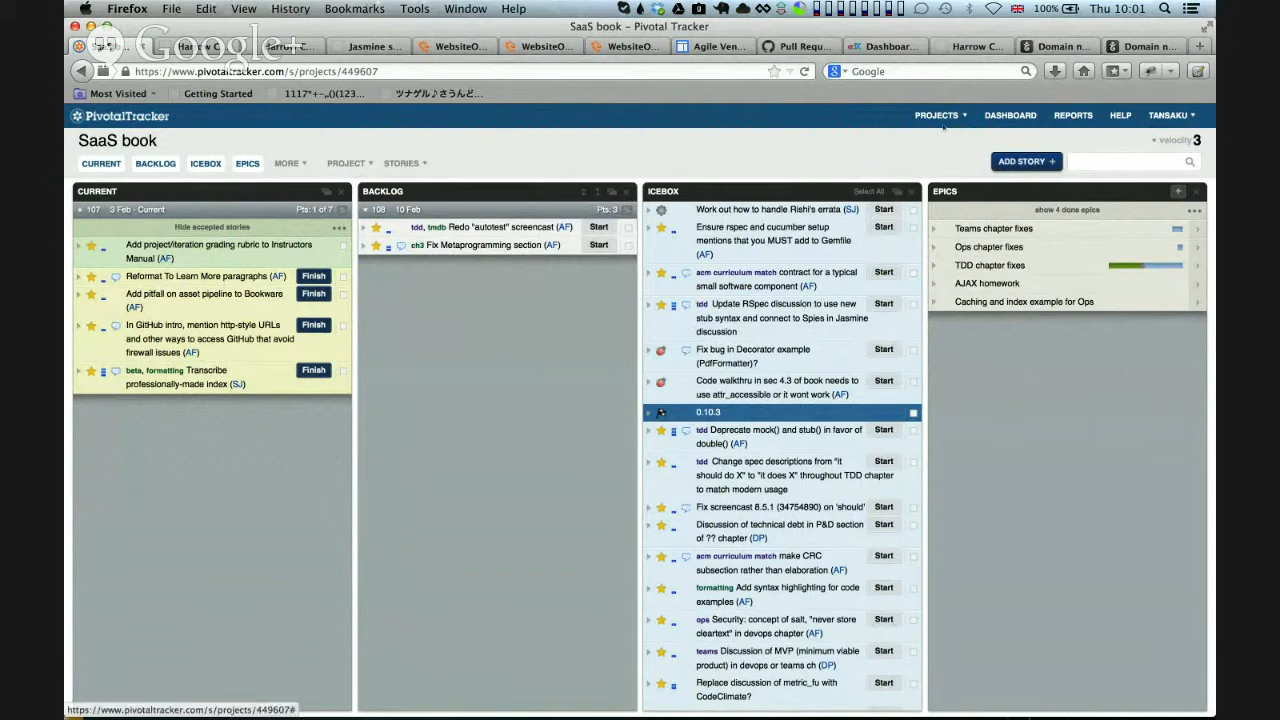 Firefox File Edit View History Bookmarks Tools Window Help 100% Thu 10:01
SaaS book — Pivotal Tracker
Google+
Harrow C... Jasmine s... WebsiteO... WebsiteO... WebsiteO... Agile Ven... Pull Requ... Dashboar... Harrow C... Domain n... Domain n...
https://www.pivotaltracker.com/s/projects/449607 Google
Most Visited Getting Started 1117*+-,,()(123... ツナゲル♪さうんど...
PivotalTracker PROJECTS DASHBOARD REPORTS HELP TANSAKU
SaaS book velocity 3
CURRENT BACKLOG ICEBOX EPICS MORE PROJECT STORIES ADD STORY +
CURRENT
107 3 Feb - Current Pts: 1 of 7
Hide accepted stories
Add project/iteration grading rubric to Instructors
Manual (AF)
Reformat To Learn More paragraphs (AF) Finish
Add pitfall on asset pipeline to Bookware Finish
(AF)
In GitHub intro, mention http-style URLs Finish
and other ways to access GitHub that avoid
firewall issues (AF)
beta, formatting Transcribe Finish
professionally-made index (SJ)
BACKLOG
108 10 Feb Pts: 3
tdd, tmdb Redo "autotest" screencast (AF) Start
ch3 Fix Metaprogramming section (AF) Start
ICEBOX Select All
Work out how to handle Rishi's errata (SJ) Start
Ensure rspec and cucumber setup Start
mentions that you MUST add to Gemfile
(AF)
acm curriculum match contract for a typical Start
small software component (AF)
tdd Update RSpec discussion to use new Start
stub syntax and connect to Spies in Jasmine
discussion
Fix bug in Decorator example Start
(PdfFormatter)?
Code walkthru in sec 4.3 of book needs to Start
use attr_accessible or it wont work (AF)
0.10.3
tdd Deprecate mock() and stub() in favor of Start
double() (AF)
tdd Change spec descriptions from "it Start
should do X" to "it does X" throughout TDD chapter
to match modern usage
Fix screencast 8.5.1 (34754890) on 'should' Start
Discussion of technical debt in P&D section Start
of ?? chapter (DP)
acm curriculum match make CRC Start
subsection rather than elaboration (AF)
formatting Add syntax highlighting for code Start
examples (AF)
ops Security: concept of salt, "never store Start
cleartext" in devops chapter (AF)
teams Discussion of MVP (minimum viable Start
product) in devops or teams ch (DP)
Replace discussion of metric_fu with Start
CodeClimate?
EPICS
show 4 done epics
Teams chapter fixes
Ops chapter fixes
TDD chapter fixes
AJAX homework
Caching and index example for Ops
https://www.pivotaltracker.com/s/projects/449607#